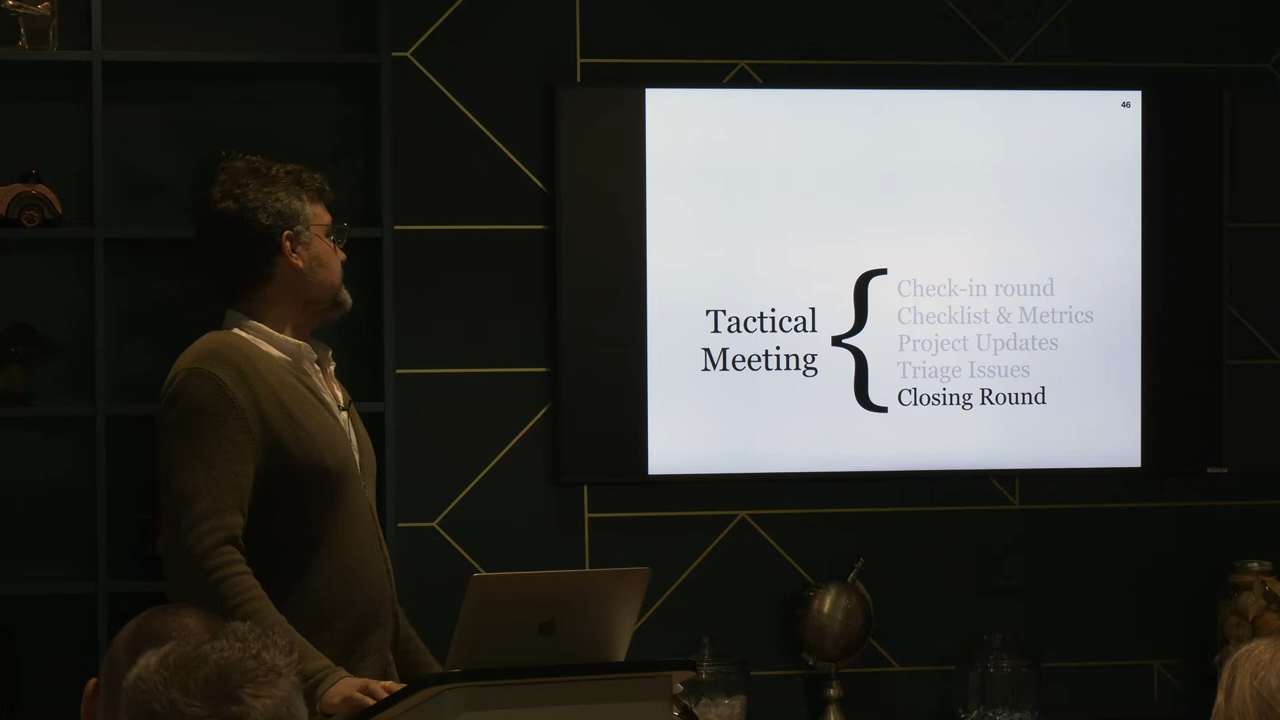 46
Tactical
Meeting
Check-in round
Checklist & Metrics
Project Updates
Triage Issues
Closing Round